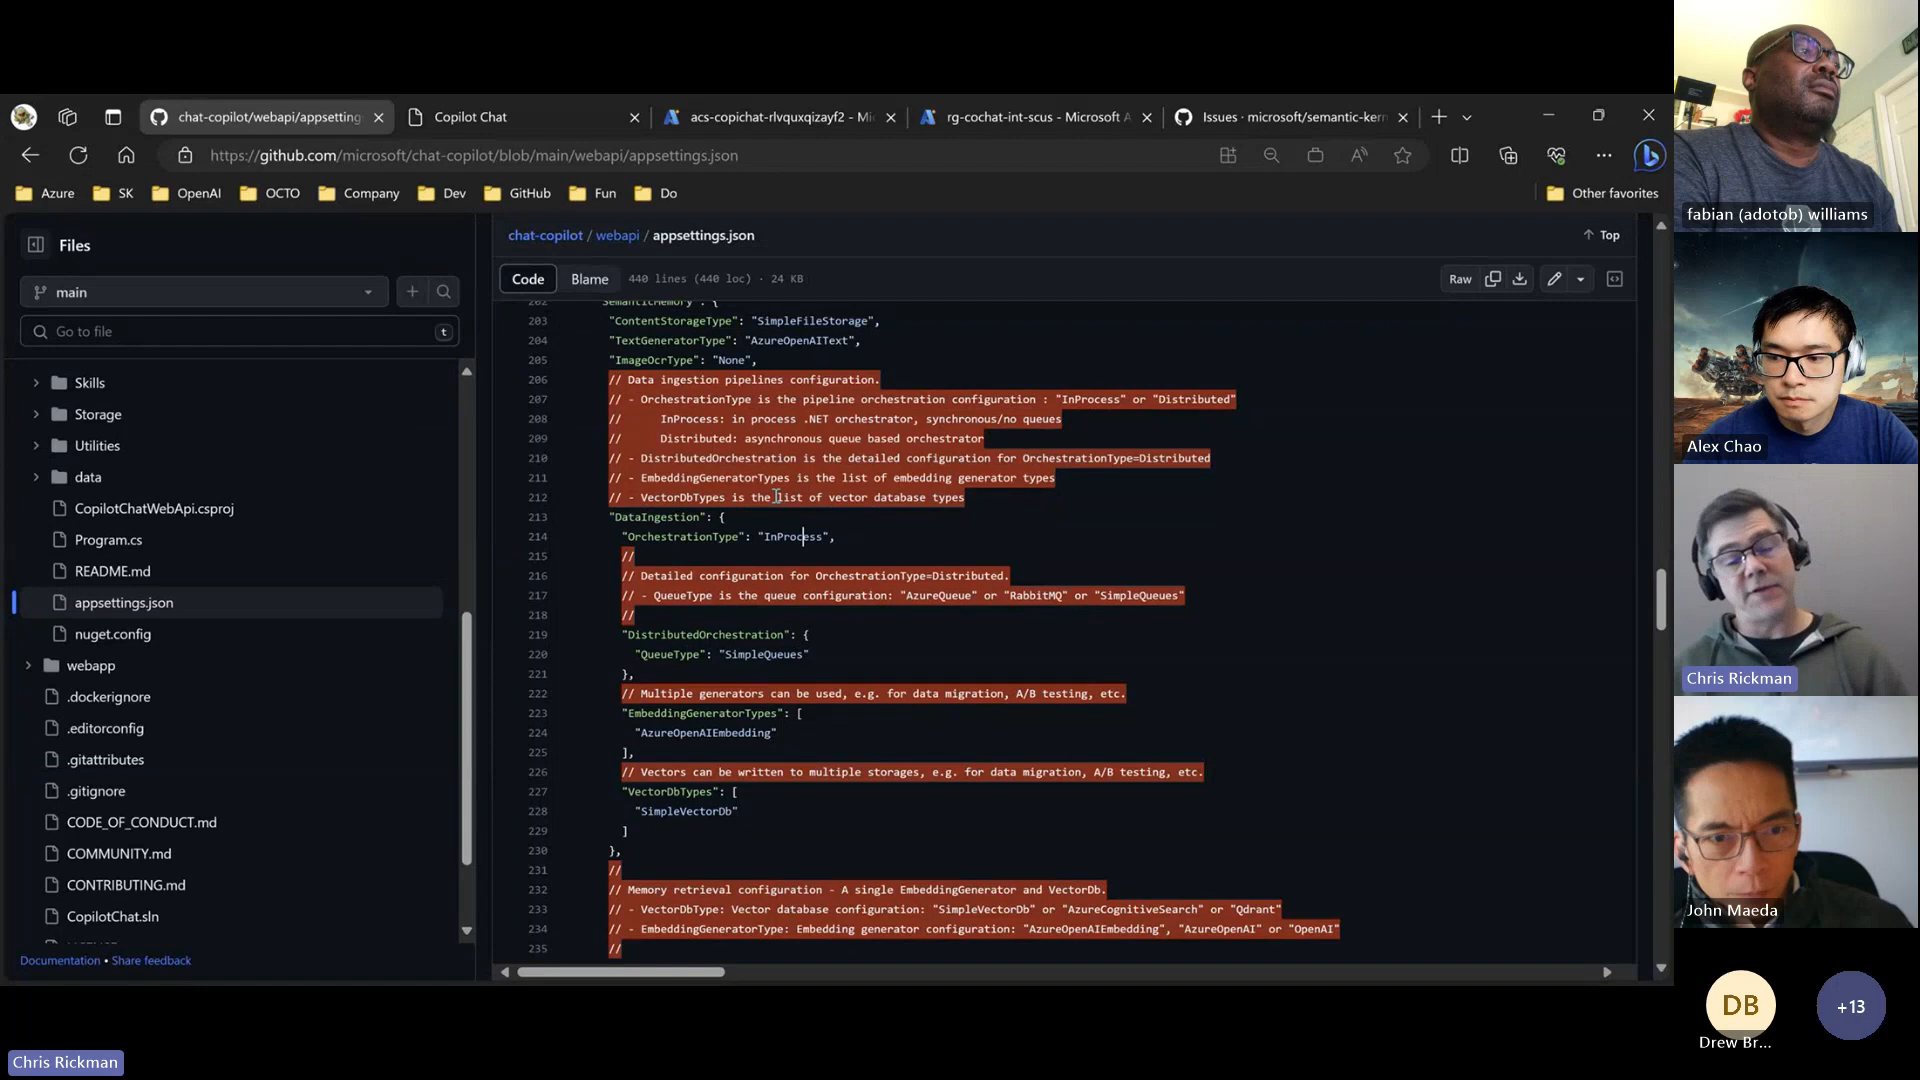 chat-copilot/webapi/appsetting:
Copilot Chat
acs-copichat-rlvquxqizayf2 - Mi
rg-cochat-int-scus - Microsoft A
Issues · microsoft/semantic-kern
https://github.com/microsoft/chat-copilot/blob/main/webapi/appsettings.json
Azure
SK
OpenAI
OCTO
Company
Dev
GitHub
Fun
Do
Other favorites
Files
main
Go to file
t
Skills
Storage
Utilities
data
CopilotChatWebApi.csproj
Program.cs
README.md
appsettings.json
nuget.config
webapp
.dockerignore
.editorconfig
.gitattributes
.gitignore
CODE_OF_CONDUCT.md
COMMUNITY.md
CONTRIBUTING.md
CopilotChat.sln
Documentation • Share feedback
chat-copilot / webapi / appsettings.json
↑ Top
Code
Blame
440 lines (440 loc) · 24 KB
Raw
202 "SemanticMemory": {
203 "ContentStorageType": "SimpleFileStorage",
204 "TextGeneratorType": "AzureOpenAIText",
205 "ImageOcrType": "None",
206 // Data ingestion pipelines configuration.
207 // - OrchestrationType is the pipeline orchestration configuration : "InProcess" or "Distributed"
208 // InProcess: in process .NET orchestrator, synchronous/no queues
209 // Distributed: asynchronous queue based orchestrator
210 // - DistributedOrchestration is the detailed configuration for OrchestrationType=Distributed
211 // - EmbeddingGeneratorTypes is the list of embedding generator types
212 // - VectorDbTypes is the list of vector database types
213 "DataIngestion": {
214 "OrchestrationType": "InProcess",
215 //
216 // Detailed configuration for OrchestrationType=Distributed.
217 // - QueueType is the queue configuration: "AzureQueue" or "RabbitMQ" or "SimpleQueues"
218 //
219 "DistributedOrchestration": {
220 "QueueType": "SimpleQueues"
221 },
222 // Multiple generators can be used, e.g. for data migration, A/B testing, etc.
223 "EmbeddingGeneratorTypes": [
224 "AzureOpenAIEmbedding"
225 ],
226 // Vectors can be written to multiple storages, e.g. for data migration, A/B testing, etc.
227 "VectorDbTypes": [
228 "SimpleVectorDb"
229 ]
230 },
231 //
232 // Memory retrieval configuration - A single EmbeddingGenerator and VectorDb.
233 // - VectorDbType: Vector database configuration: "SimpleVectorDb" or "AzureCognitiveSearch" or "Qdrant"
234 // - EmbeddingGeneratorType: Embedding generator configuration: "AzureOpenAIEmbedding", "AzureOpenAI" or "OpenAI"
235 //
fabian (adotob) williams
Alex Chao
Chris Rickman
John Maeda
DB
Drew Br...
+13
Chris Rickman